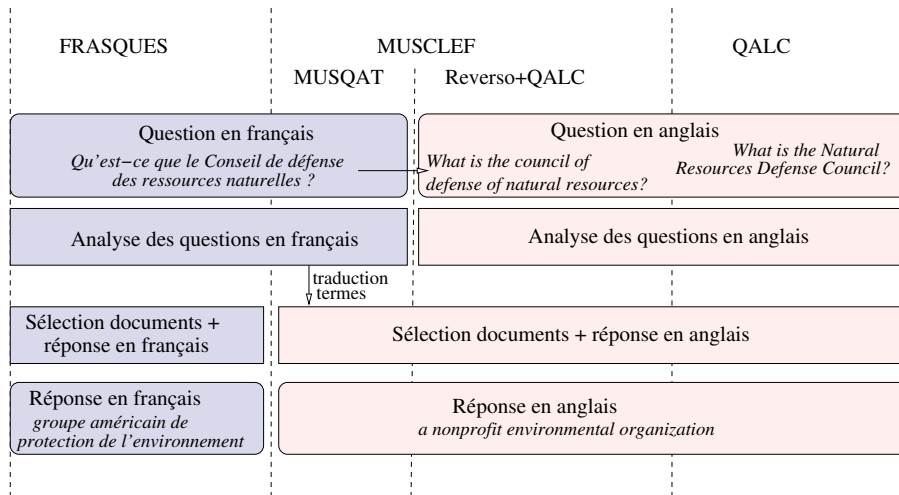 FRASQUES
MUSCLEF
QALC
MUSQAT
Reverso+QALC
Question en français
Qu'est−ce que le Conseil de défense
des ressources naturelles ?
Question en anglais
What is the council of
defense of natural resources?
What is the Natural
Resources Defense Council?
Analyse des questions en français
Analyse des questions en anglais
traduction
termes
Sélection documents +
réponse en français
Sélection documents + réponse en anglais
Réponse en français
groupe américain de
protection de l'environnement
Réponse en anglais
a nonprofit environmental organization